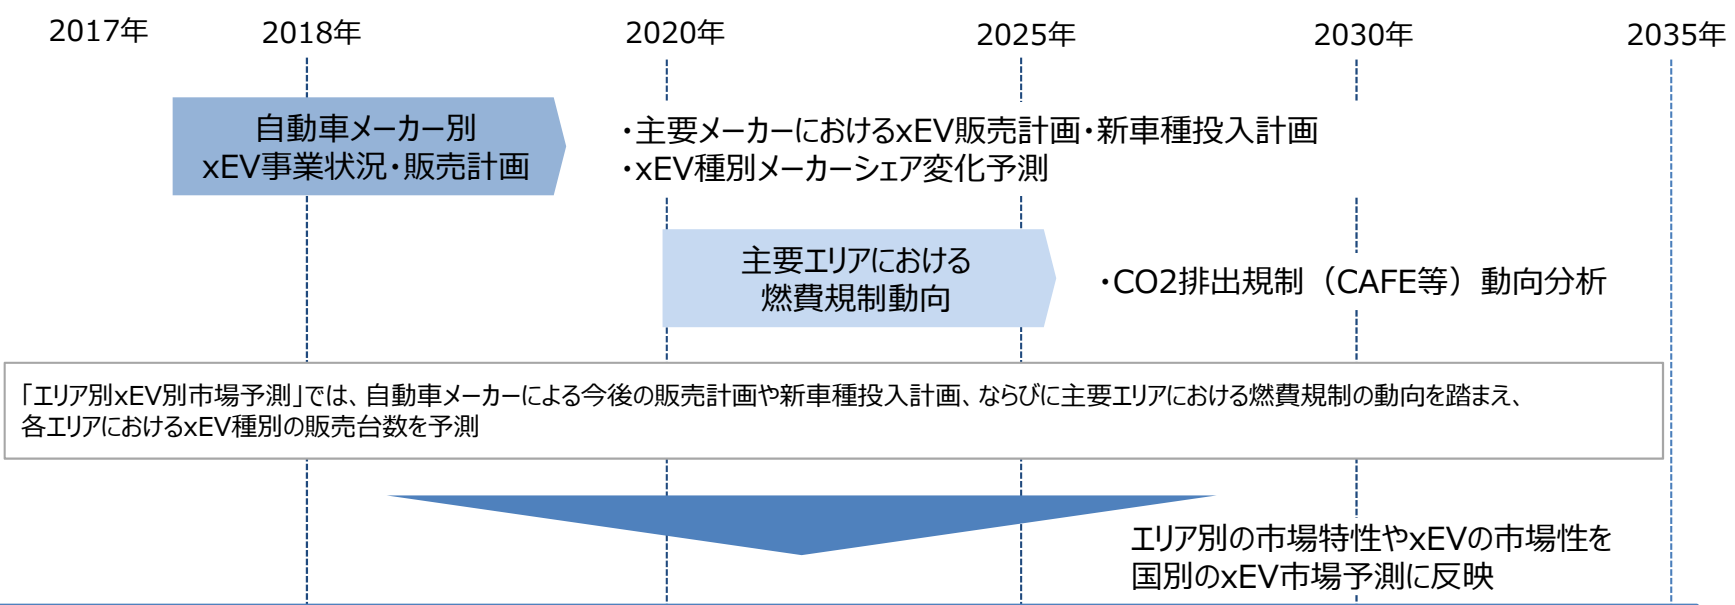 2017年
2018年
2020年
2025年
2030年
2035年
自動車メーカー別
xEV事業状況・販売計画
・主要メーカーにおけるxEV販売計画・新車種投入計画
・xEV種別メーカーシェア変化予測
主要エリアにおける
燃費規制動向
・CO2排出規制（CAFE等）動向分析
「エリア別xEV別市場予測」では、自動車メーカーによる今後の販売計画や新車種投入計画、ならびに主要エリアにおける燃費規制の動向を踏まえ、
各エリアにおけるxEV種別の販売台数を予測
エリア別の市場特性やxEVの市場性を
国別のxEV市場予測に反映